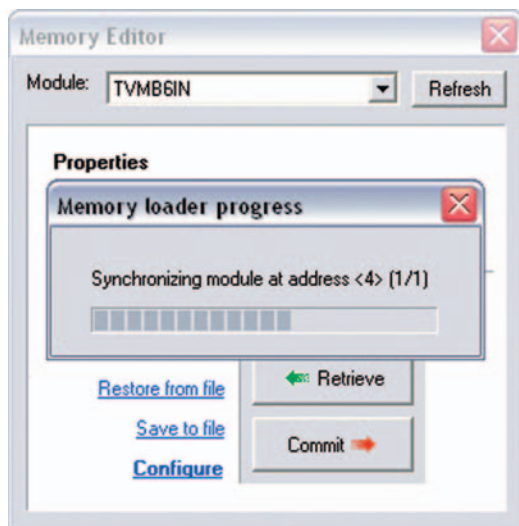 Memory Editor
Module: TVMB6IN Refresh
Properties
Memory loader progress
Synchronizing module at address <4> (1/1)
Restore from file
Retrieve
Save to file
Commit
Configure